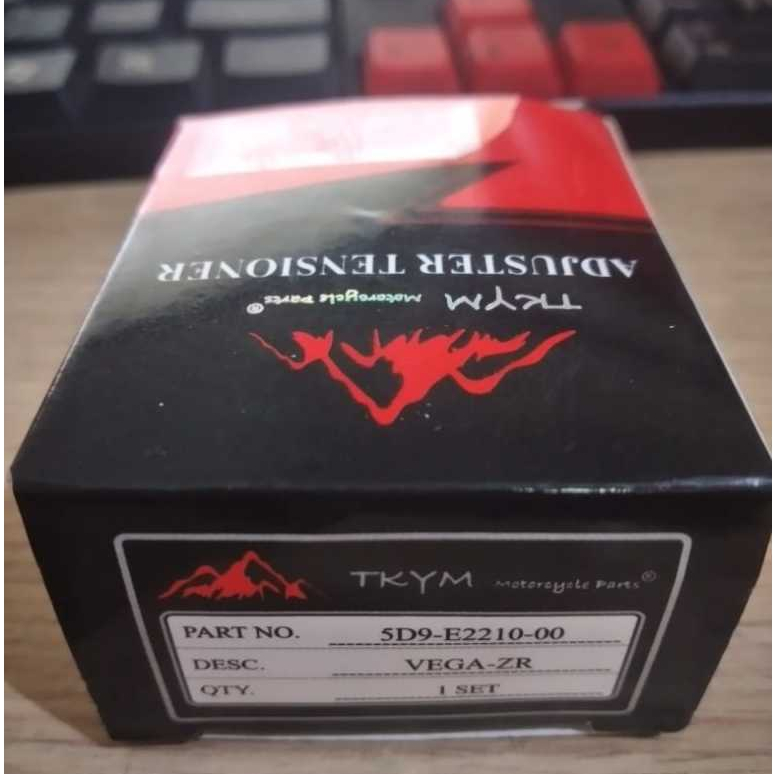 ADJUSTER TENSIONER
TKYM Motorcycle Parts®
TKYM Motorcycle Parts®
PART NO. 5D9-E2210-00
DESC. VEGA-ZR
QTY. 1 SET